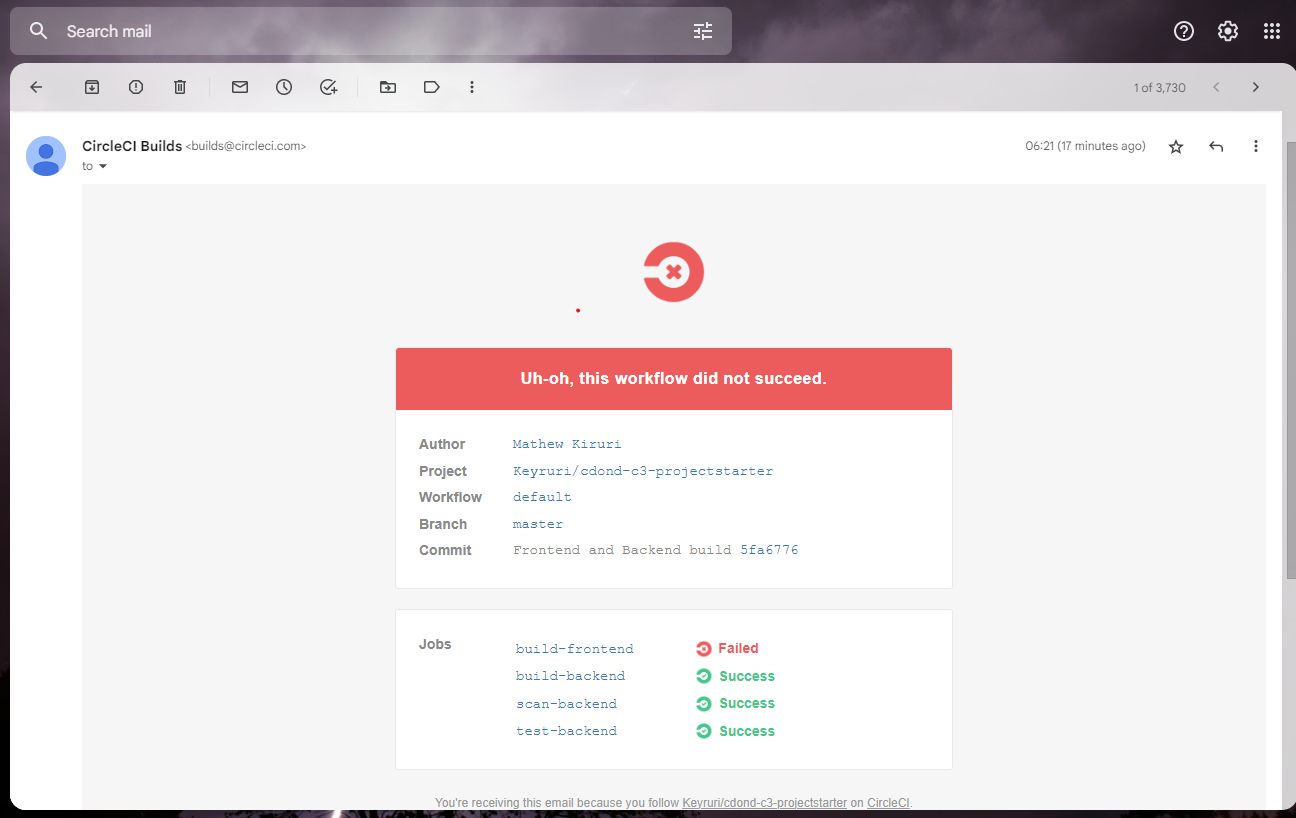 Search mail
1 of 3,730
CircleCI Builds <builds@circleci.com>
06:21 (17 minutes ago)
to
Uh-oh, this workflow did not succeed.
Author Mathew Kiruri
Project Keyruri/cdond-c3-projectstarter
Workflow default
Branch master
Commit Frontend and Backend build 5fa6776
Jobs
build-frontend Failed
build-backend Success
scan-backend Success
test-backend Success
You're receiving this email because you follow Keyruri/cdond-c3-projectstarter on CircleCI.